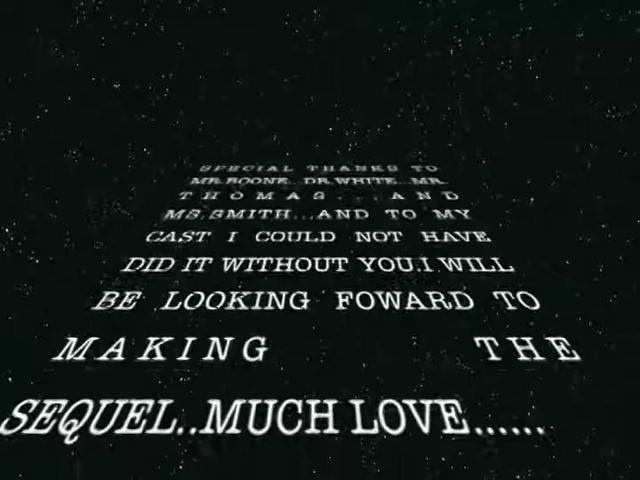 SPECIAL THANKS TO
MR.BOONE...DR.WHITE...MR.
THOMAS....AND
MS.SMITH...AND TO MY
CAST I COULD NOT HAVE
DID IT WITHOUT YOU.I WILL
BE LOOKING FOWARD TO
MAKING THE
SEQUEL..MUCH LOVE......